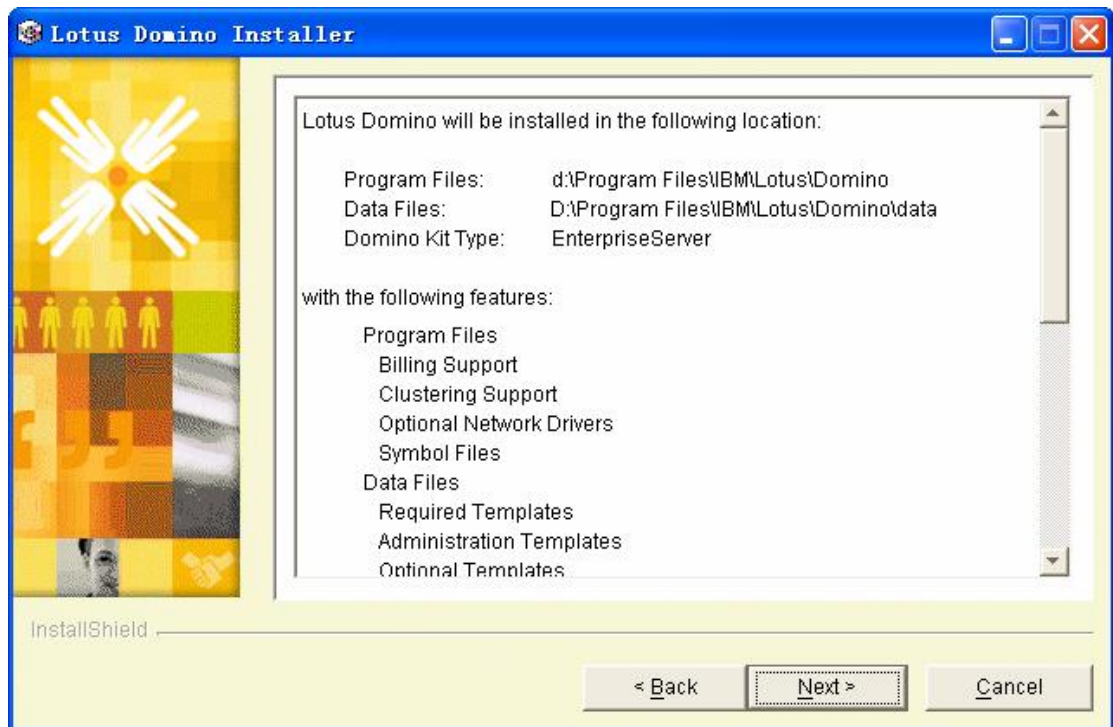 Lotus Domino Installer
Lotus Domino will be installed in the following location:
Program Files: d:\Program Files\IBM\Lotus\Domino
Data Files: D:\Program Files\IBM\Lotus\Domino\data
Domino Kit Type: EnterpriseServer
with the following features:
Program Files
Billing Support
Clustering Support
Optional Network Drivers
Symbol Files
Data Files
Required Templates
Administration Templates
Optional Templates
InstallShield
< Back Next > Cancel